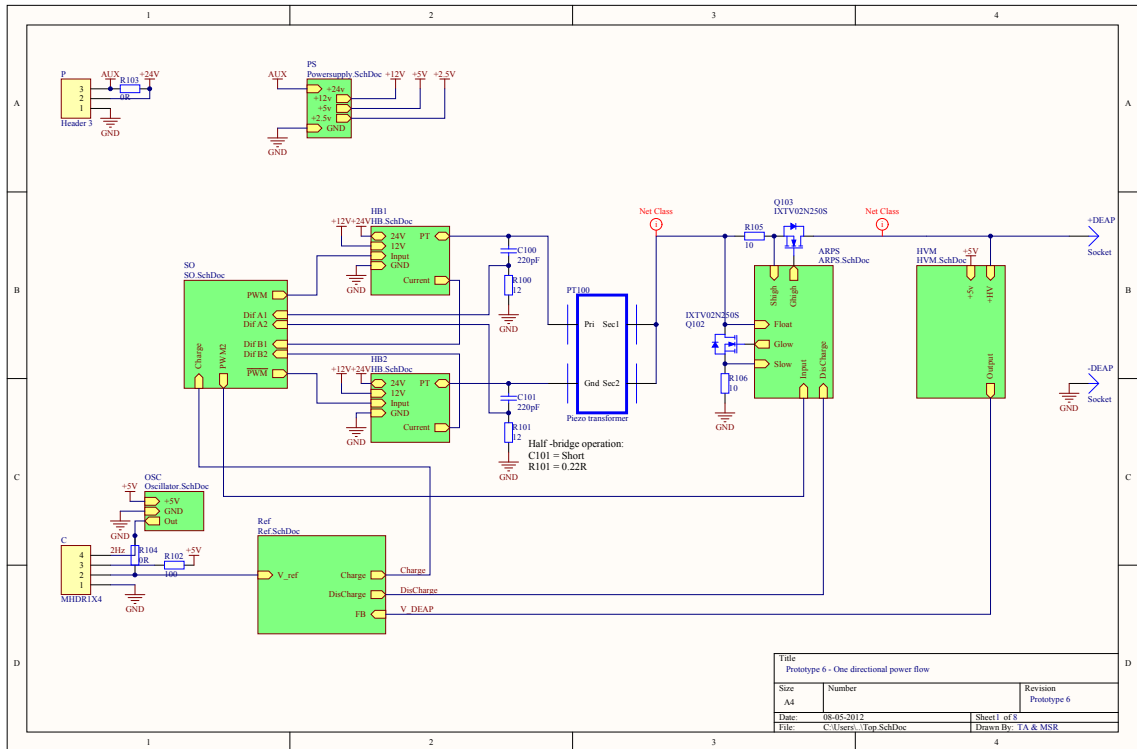 1
2
3
4
A
A
B
B
C
C
D
D
1
2
3
4
P
AUX
+24V
R103
0R
3
2
1
Header 3
GND
PS
Powersupply.SchDoc
AUX
+12V
+5V
+2.5V
+24v
+12v
+5v
+2.5v
GND
GND
HB1
HB.SchDoc
+12V+24V
24V
12V
Input
GND
PT
Current
GND
C100
220pF
R100
12
GND
SO
SO.SchDoc
PWM
Dif A1
Dif A2
Dif B1
Dif B2
PWM
Charge
PWM2
HB2
HB.SchDoc
+12V+24V
24V
12V
Input
GND
PT
Current
GND
C101
220pF
R101
12
GND
Half -bridge operation:
C101 = Short
R101 = 0.22R
PT100
Pri
Sec1
Gnd
Sec2
Piezo transformer
Net Class
i
R105
10
Q103
IXTV02N250S
Net Class
i
IXTV02N250S
Q102
R106
10
GND
ARPS
ARPS.SchDoc
Shigh
Ghigh
Float
Glow
Slow
Input
DisCharge
HVM
HVM.SchDoc
+5V
+5v
+HV
Output
+DEAP
Socket
-DEAP
Socket
GND
OSC
Oscillator.SchDoc
+5V
+5V
GND
Out
GND
C
2Hz
R104
0R
R102
100
+5V
4
3
2
1
MHDR1X4
GND
Ref
Ref.SchDoc
V_ref
Charge
DisCharge
FB
Charge
DisCharge
V_DEAP
Title
Prototype 6 - One directional power flow
Size
Number
Revision
A4
Prototype 6
Date:
08-05-2012
Sheet1 of 8
File:
C:\Users\..\Top.SchDoc
Drawn By: TA & MSR